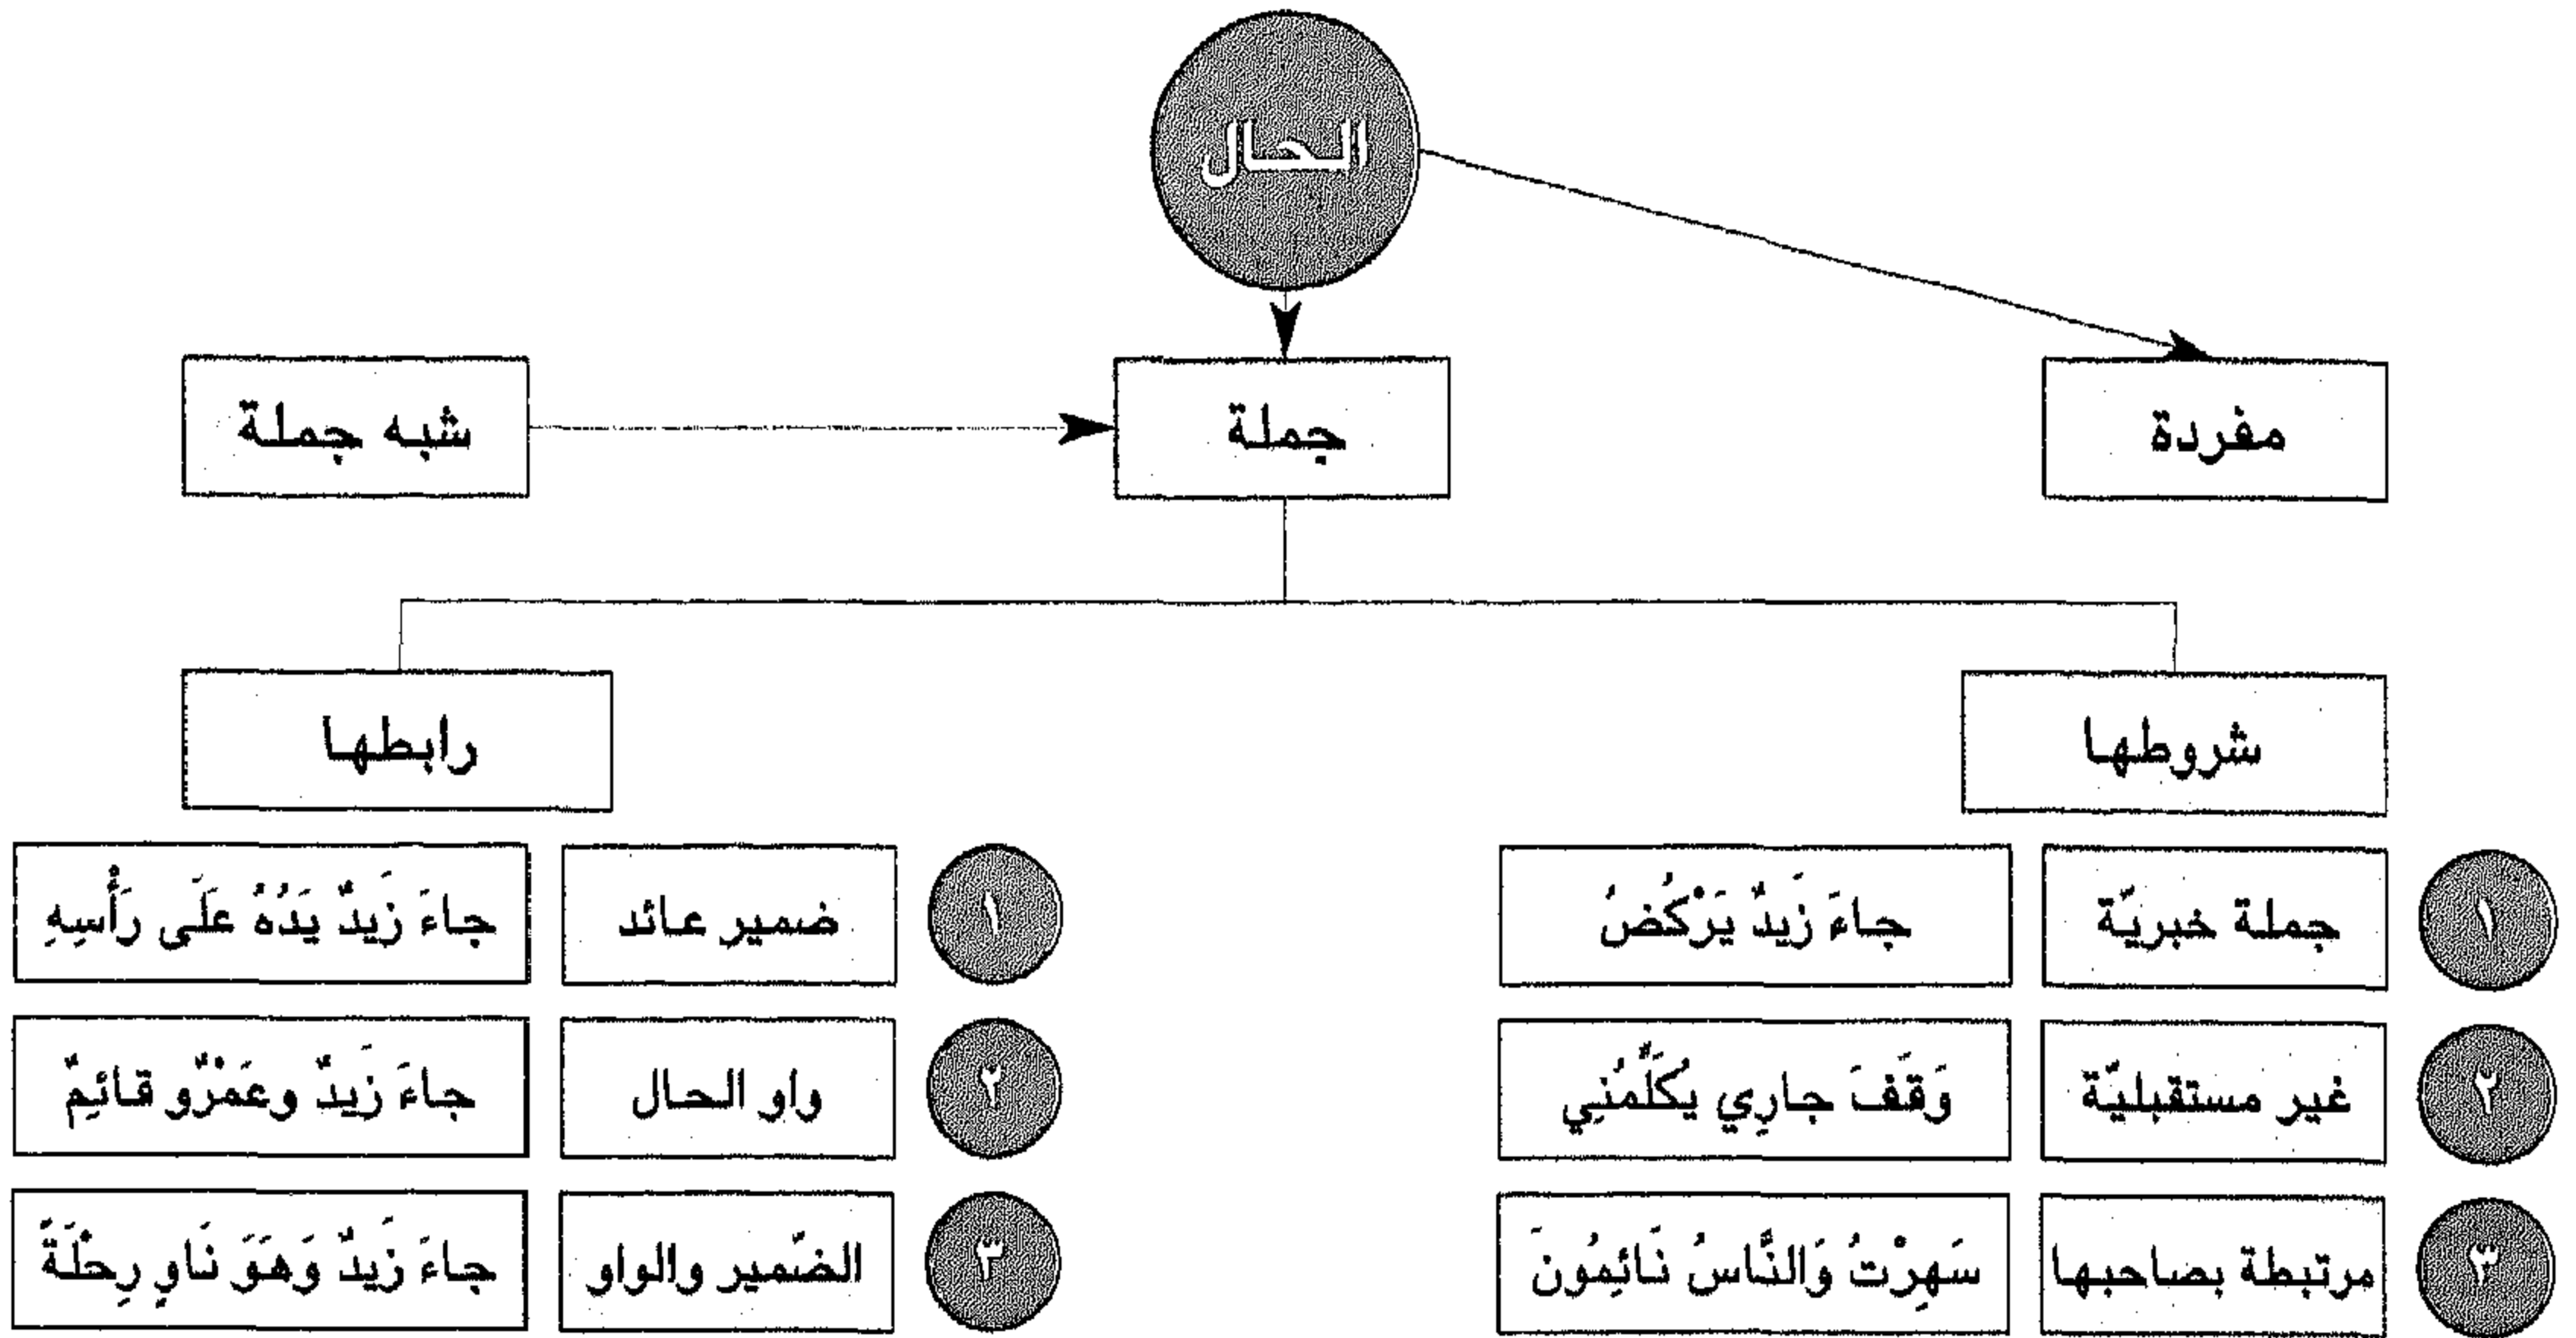 الحال
مفردة
جملة
شبه جملة
شروطها
١
جملة خبريّة
جاءَ زَيدٌ يَرْكُضُ
٢
غير مستقبليّة
وَقَفَ جارِي يُكَلِّمُنِي
٣
مرتبطة بصاحبها
سَهِرْتُ وَالنَّاسُ نَائِمُونَ
رابطها
١
ضمير عائد
جاءَ زَيدٌ يَدُهُ عَلَى رَأْسِهِ
٢
واو الحال
جاءَ زَيدٌ وعَمْرٌو قائِمٌ
٣
الضّمير والواو
جاءَ زَيدٌ وَهَوَ نَاوٍ رِحْلَةً